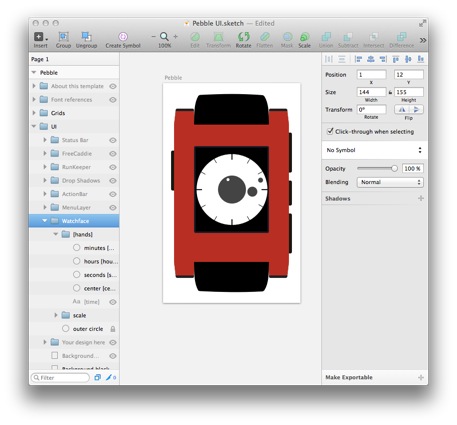 Pebble UI.sketch — Edited
Insert Group Ungroup Create Symbol 100% Edit Transform Rotate Flatten Mask Scale Union Subtract Intersect Difference
Page 1
Pebble
About this template
Font references
Grids
UI
Status Bar
FreeCaddie
RunKeeper
Drop Shadows
ActionBar
MenuLayer
Watchface
[hands]
minutes [...
hours [hou...
seconds [s...
center [ce...
Aa [time]
scale
outer circle
Your design here
Background...
Background black
Filter
0
Pebble
Position 1 12
X Y
Size 144 155
Width Height
Transform 0°
Rotate Flip
Click-through when selecting
No Symbol
Opacity 100 %
Blending Normal
Shadows
Make Exportable